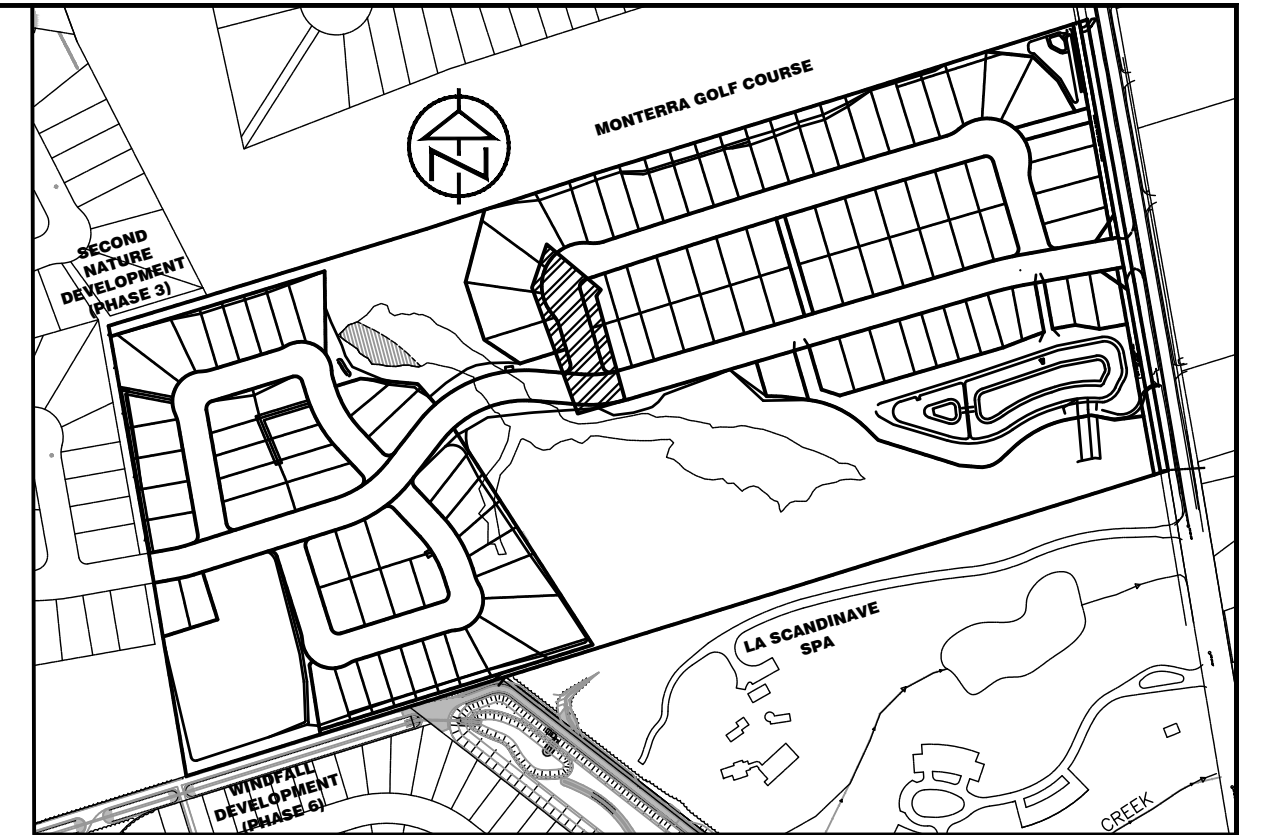 MONTERRA GOLF COURSE
N
SECOND
NATURE
DEVELOPMENT
(PHASE 3)
LA SCANDINAVE
SPA
WINDFALL
DEVELOPMENT
(PHASE 6)
CREEK